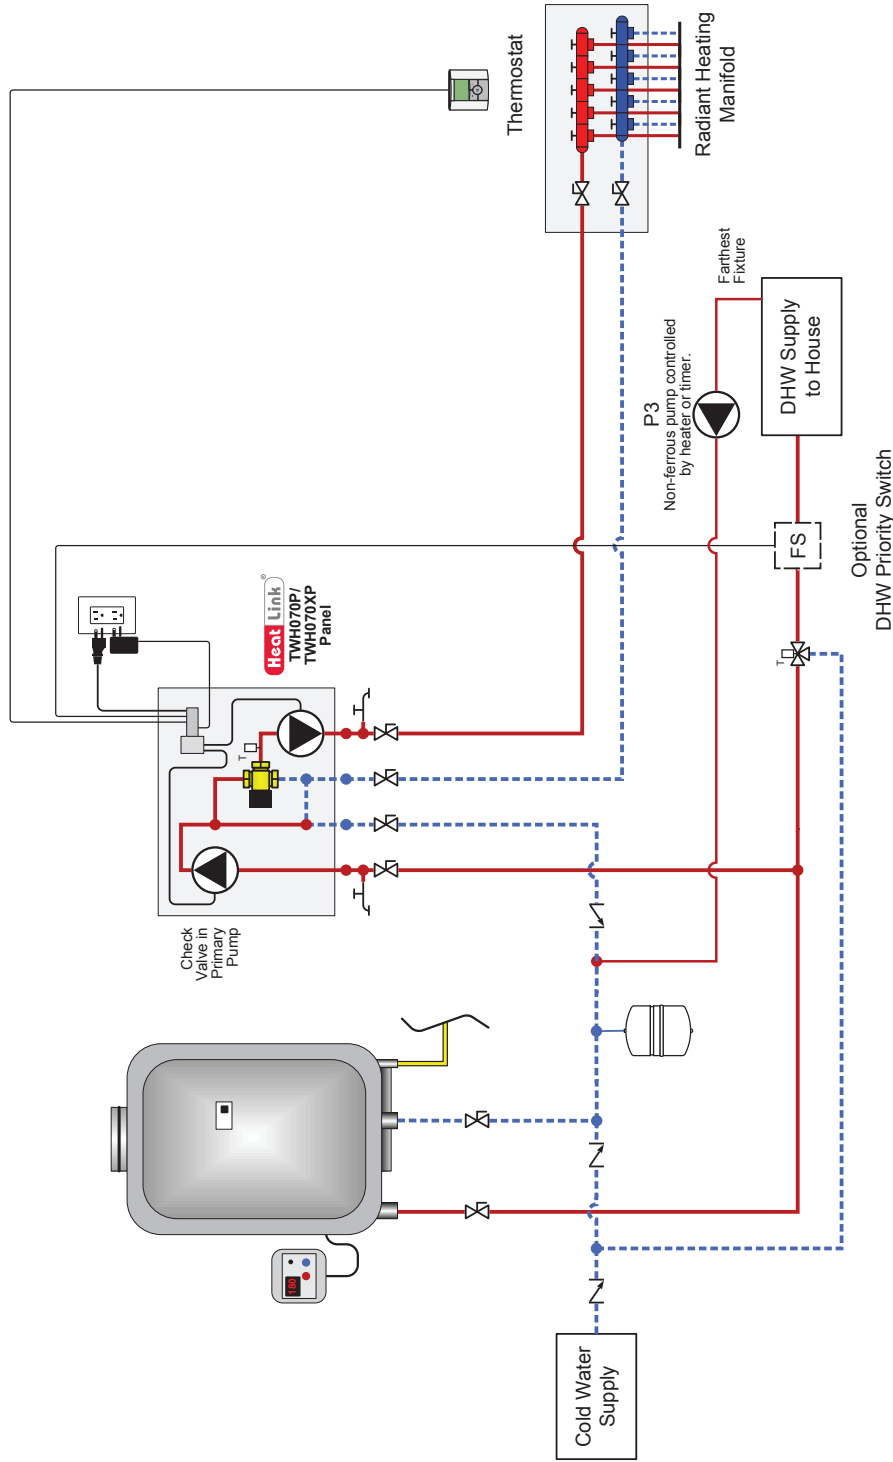 Thermostat
Radiant Heating
Manifold
Farthest
Fixture
DHW Supply
to House
P3
Non-ferrous pump controlled
by heater or timer.
FS
Optional
DHW Priority Switch
T
Heat Link®
TWH070P/
TWH070XP
Panel
T
Check
Valve in
Primary
Pump
180
Cold Water
Supply